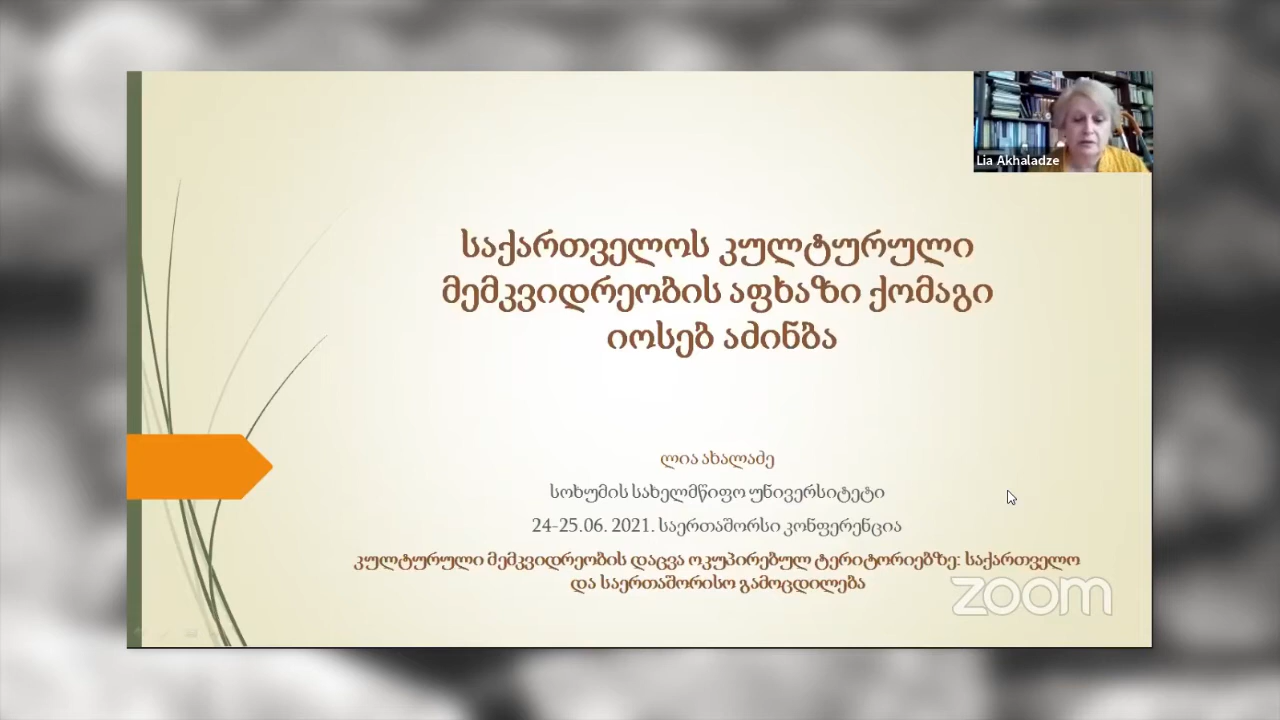 Lia Akhaladze
საქართველოს კულტურული
მემკვიდრეობის აფხაზი ქომაგი
იოსებ აძინბა
ლია ახალაძე
სოხუმის სახელმწიფო უნივერსიტეტი
24-25.06. 2021. საერთაშორსი კონფერენცია
კულტურული მემკვიდრეობის დაცვა ოკუპირებულ ტერიტორიებზე: საქართველო
და საერთაშორისო გამოცდილება
zoom